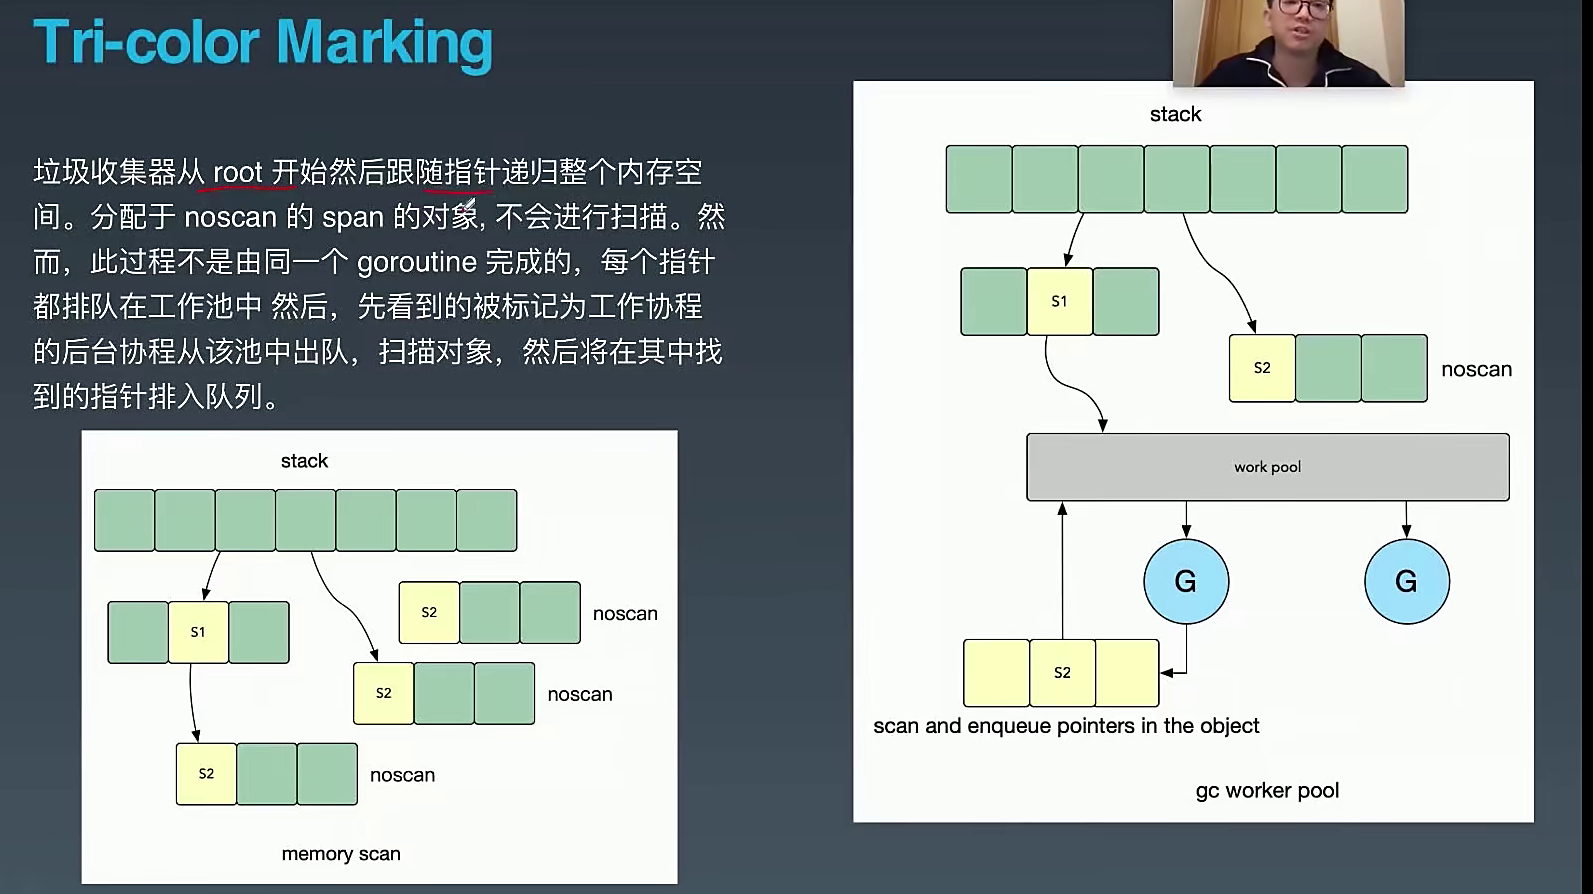 Tri-color Marking
垃圾收集器从 root 开始然后跟随指针递归整个内存空
间。分配于 noscan 的 span 的对象, 不会进行扫描。然
而，此过程不是由同一个 goroutine 完成的，每个指针
都排队在工作池中 然后，先看到的被标记为工作协程
的后台协程从该池中出队，扫描对象，然后将在其中找
到的指针排入队列。
stack
S1
S2
noscan
S2
noscan
S2
noscan
memory scan
stack
S1
S2
noscan
work pool
G
G
S2
scan and enqueue pointers in the object
gc worker pool